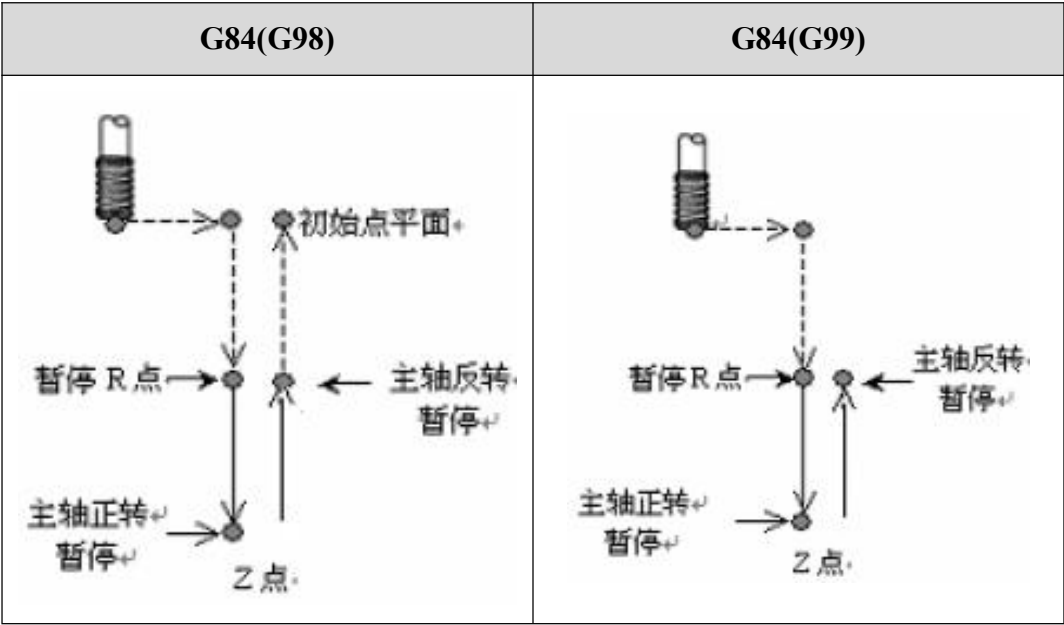 G84(G98)
G84(G99)
初始点平面
暂停 R 点
主轴反转
暂停
主轴正转
暂停
Z 点
暂停 R 点
主轴反转
暂停
主轴正转
暂停
Z 点